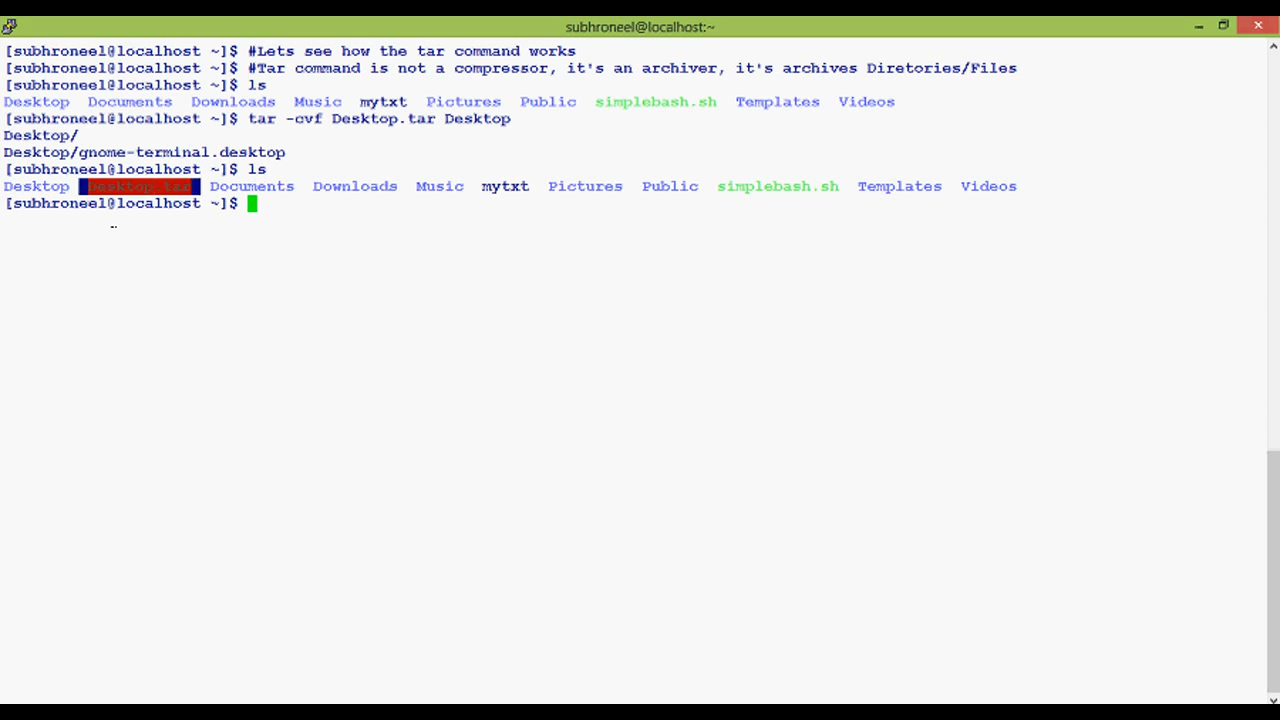 subhroneel@localhost:~
[subhroneel@localhost ~]$ #Lets see how the tar command works
[subhroneel@localhost ~]$ #Tar command is not a compressor, it's an archiver, it's archives Diretories/Files
[subhroneel@localhost ~]$ ls
Desktop  Documents  Downloads  Music  mytxt  Pictures  Public  simplebash.sh  Templates  Videos
[subhroneel@localhost ~]$ tar -cvf Desktop.tar Desktop
Desktop/
Desktop/gnome-terminal.desktop
[subhroneel@localhost ~]$ ls
Desktop  Desktop.tar  Documents  Downloads  Music  mytxt  Pictures  Public  simplebash.sh  Templates  Videos
[subhroneel@localhost ~]$